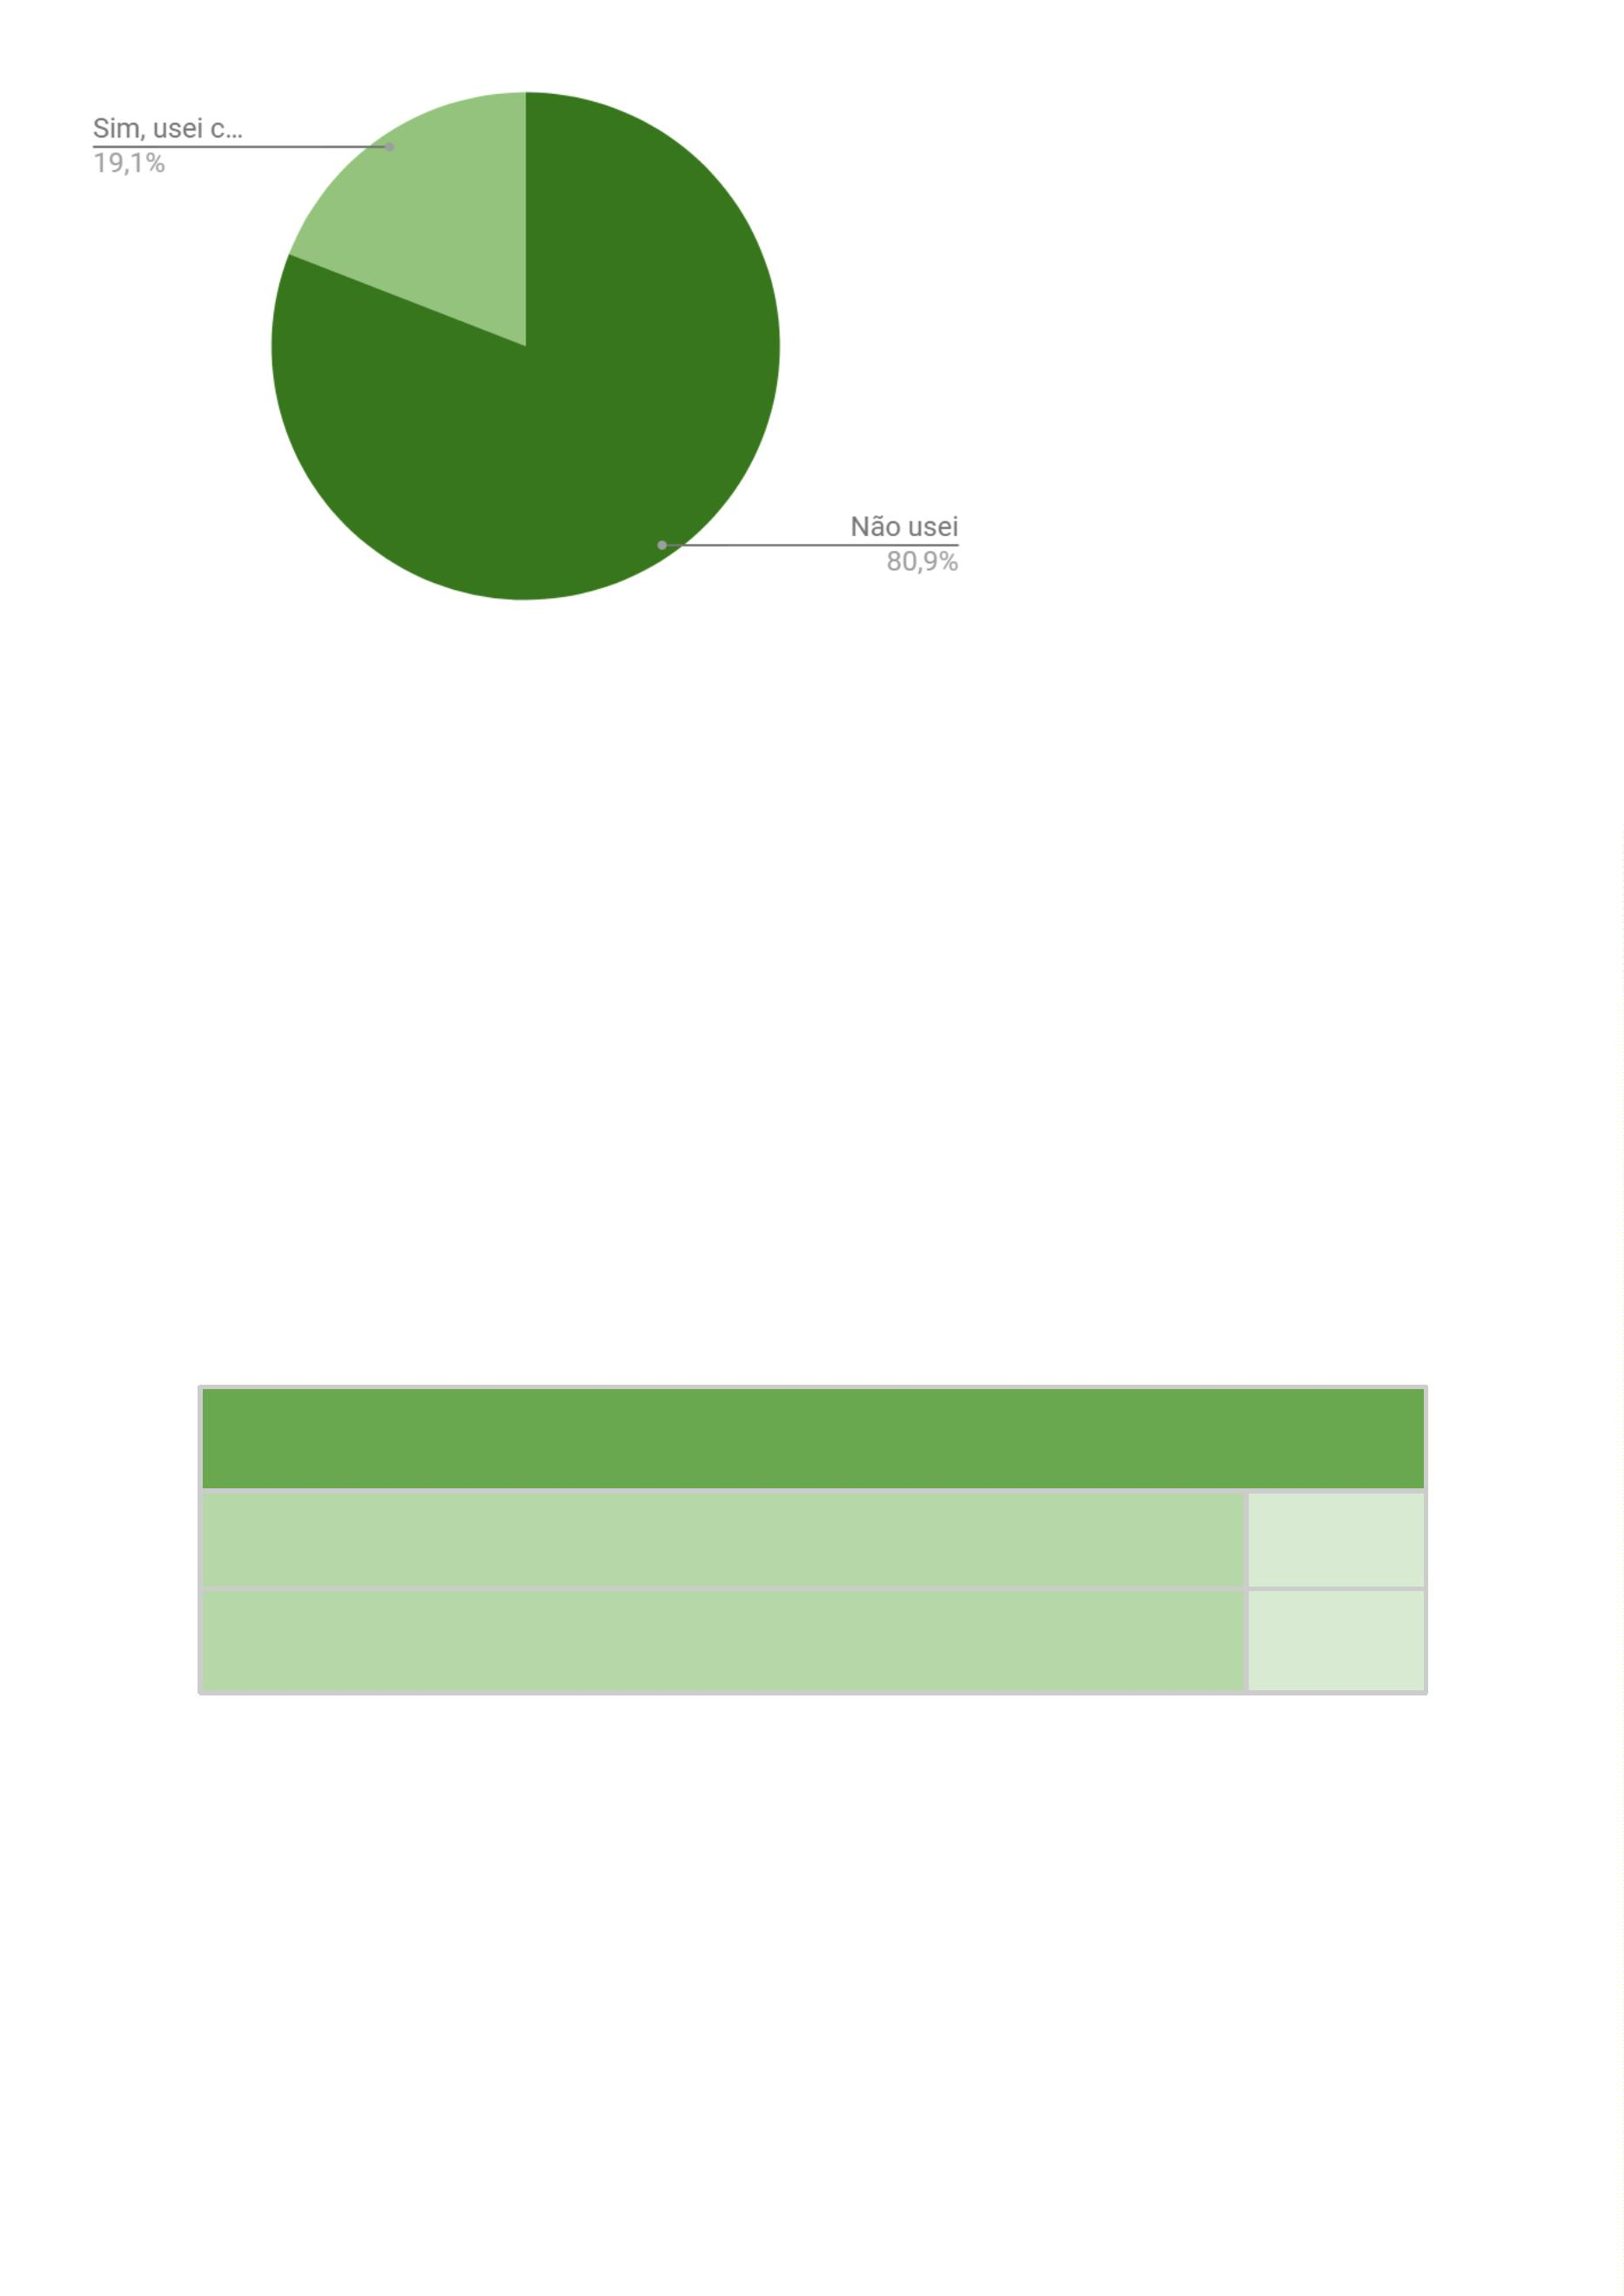 Sim, usei c...
19,1%
Não usei
80,9%